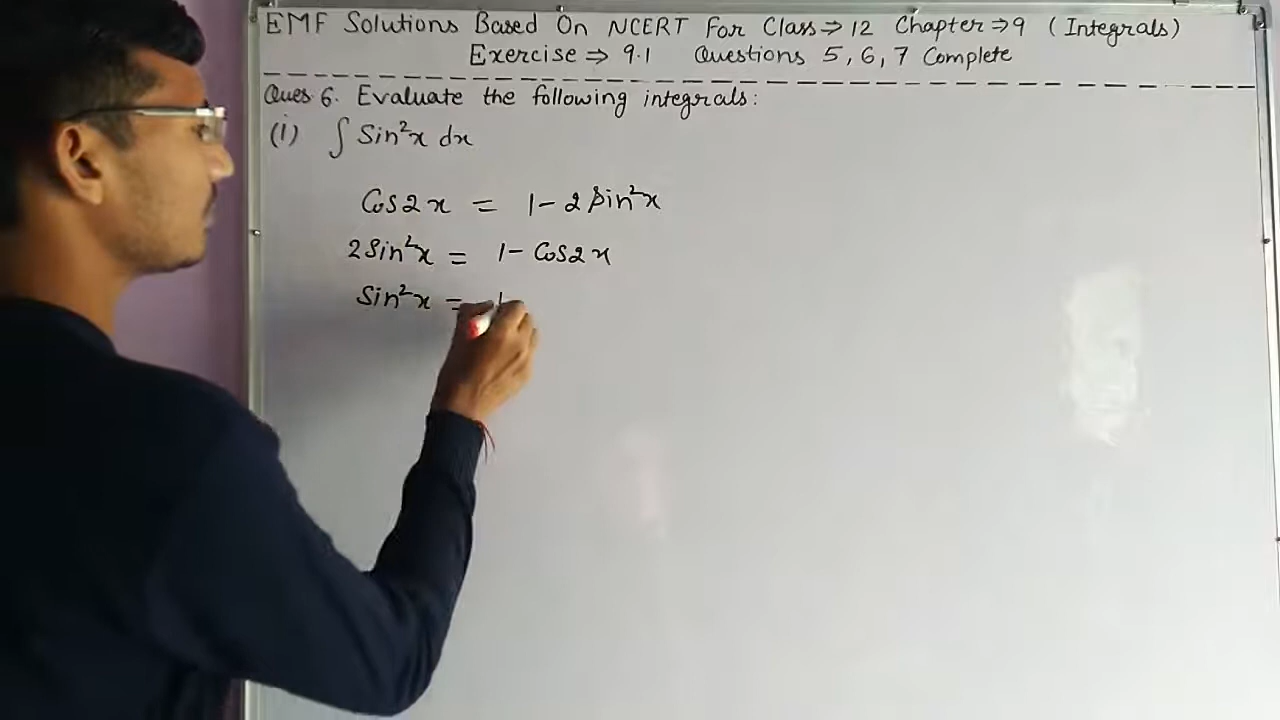 EMF Solutions Based On NCERT For Class⇒12 Chapter⇒9 (Integrals)
Exercise ⇒ 9.1 Questions 5, 6, 7 Complete
Ques. 6. Evaluate the following integrals:
(i) ∫ Sin²x dx
Cos2x = 1-2Sin²x
2Sin²x = 1- Cos2x
Sin²x = 1